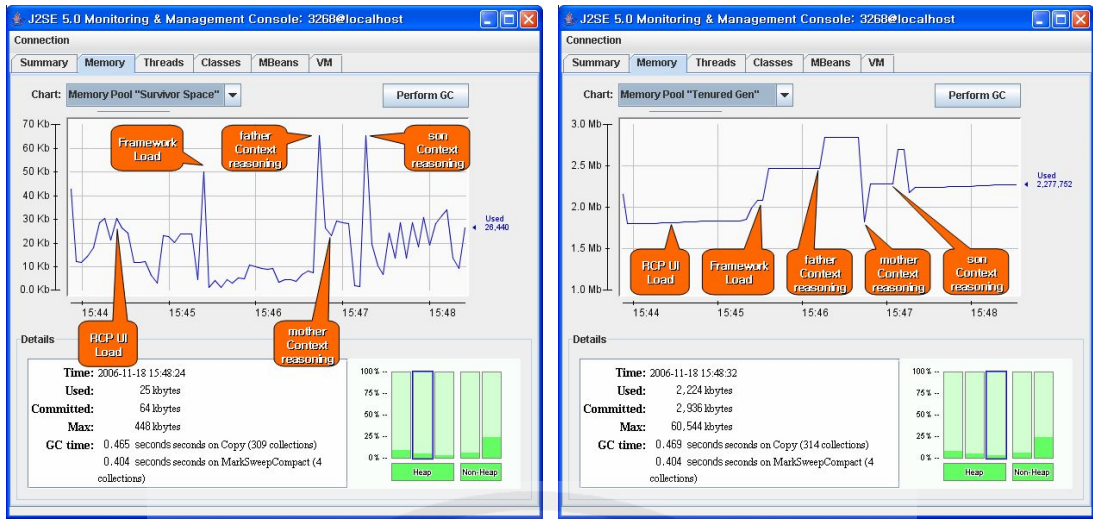 J2SE 5.0 Monitoring & Management Console: 3268@localhost
Connection
Summary Memory Threads Classes MBeans VM
Chart: Memory Pool "Survivor Space" Perform GC
70 Kb
60 Kb
50 Kb
40 Kb
30 Kb
20 Kb
10 Kb
0.0 Kb
Framework
Load
father
Context
reasoning
son
Context
reasoning
Used
26,440
15:44 15:45 15:46 15:47 15:48
RCP UI
Load
mother
Context
reasoning
Details
Time: 2006-11-18 15:48:24
Used: 25 kbytes
Committed: 64 kbytes
Max: 448 kbytes
GC time: 0.465 seconds seconds on Copy (309 collections)
0.404 seconds seconds on MarkSweepCompact (4
collections)
100%
75%
50%
25%
0%
Heap Non-Heap
J2SE 5.0 Monitoring & Management Console: 3268@localhost
Connection
Summary Memory Threads Classes MBeans VM
Chart: Memory Pool "Tenured Gen" Perform GC
3.0 Mb
2.5 Mb
2.0 Mb
1.5 Mb
1.0 Mb
Used
2,277,752
RCP UI
Load
Framework
Load
father
Context
reasoning
mother
Context
reasoning
son
Context
reasoning
15:44 15:45 15:46 15:47 15:48
Details
Time: 2006-11-18 15:48:32
Used: 2,224 kbytes
Committed: 2,936 kbytes
Max: 60,544 kbytes
GC time: 0.469 seconds seconds on Copy (314 collections)
0.404 seconds seconds on MarkSweepCompact (4
collections)
100%
75%
50%
25%
0%
Heap Non-Heap